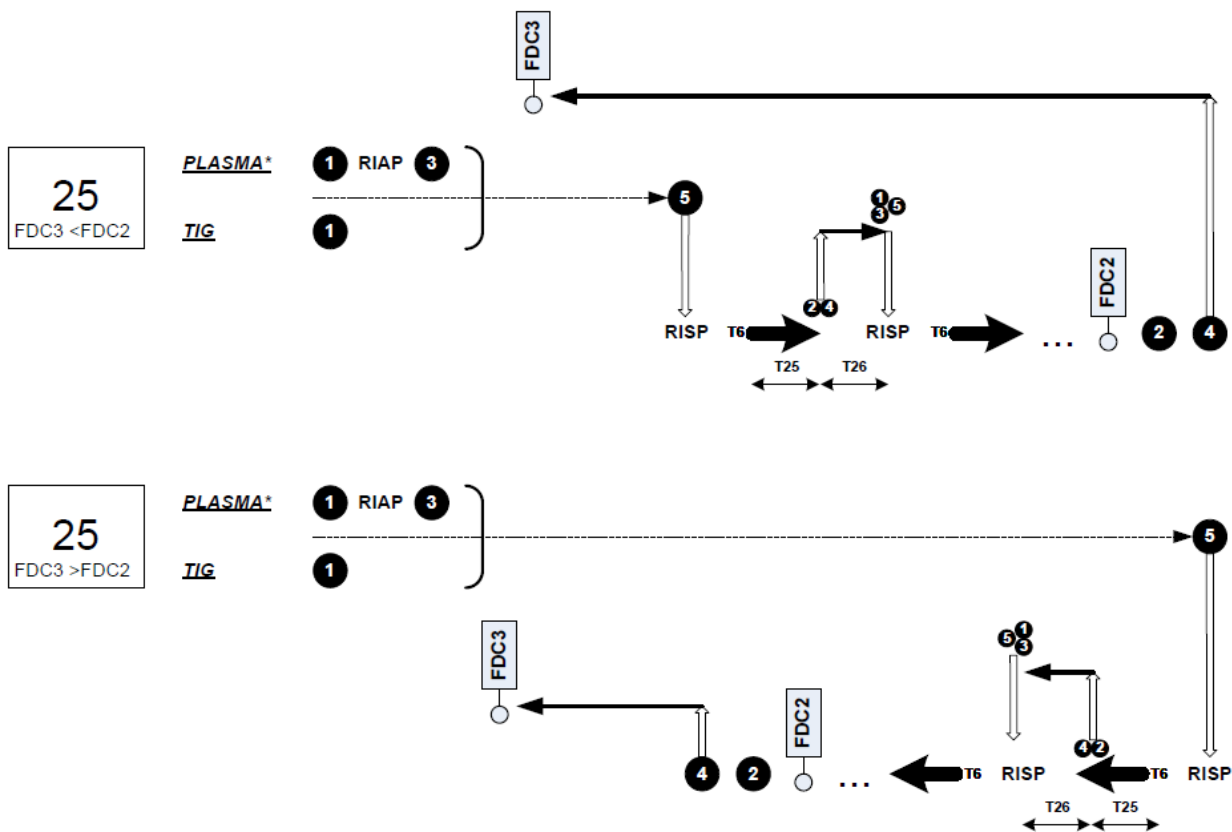 FDC3
25
FDC3 <FDC2
PLASMA*
1 RIAP 3
TIG
1
5
1
3 5
2 4
FDC2
RISP T6 RISP T6 ... 2 4
T25 T26
25
FDC3 >FDC2
PLASMA*
1 RIAP 3
TIG
1
5
5 1
3
FDC3
FDC2
4 2
4 2 ... T6 RISP T6 RISP
T26 T25